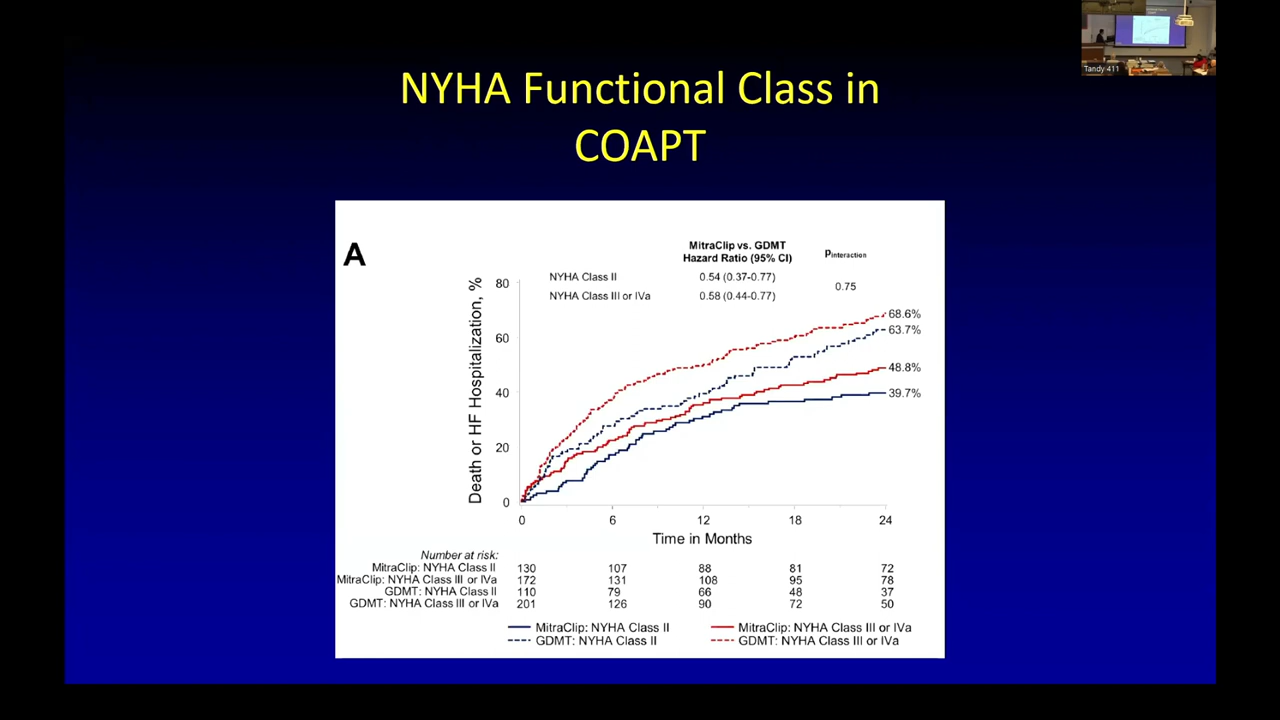 Tandy 411
NYHA Functional Class in
COAPT
A
MitraClip vs. GDMT
Hazard Ratio (95% CI)
Pinteraction
NYHA Class II 0.54 (0.37-0.77)
NYHA Class III or IVa 0.58 (0.44-0.77)
0.75
Death or HF Hospitalization, %
80
60
40
20
0
68.6%
63.7%
48.8%
39.7%
0 6 12 18 24
Time in Months
Number at risk:
MitraClip: NYHA Class II 130 107 88 81 72
MitraClip: NYHA Class III or IVa 172 131 108 95 78
GDMT: NYHA Class II 110 79 66 48 37
GDMT: NYHA Class III or IVa 201 126 90 72 50
MitraClip: NYHA Class II MitraClip: NYHA Class III or IVa
GDMT: NYHA Class II GDMT: NYHA Class III or IVa